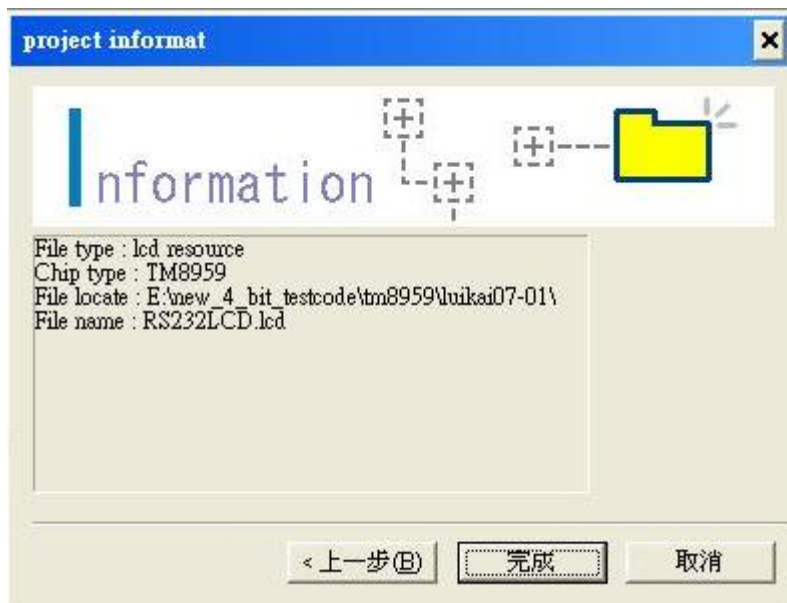 project informat
Information
File type : lcd resource
Chip type : TM8959
File locate : E:\new_4_bit_testcode\tm8959\luikai07-01\
File name : RS232LCD.lcd
< 上一步(B)
完成
取消